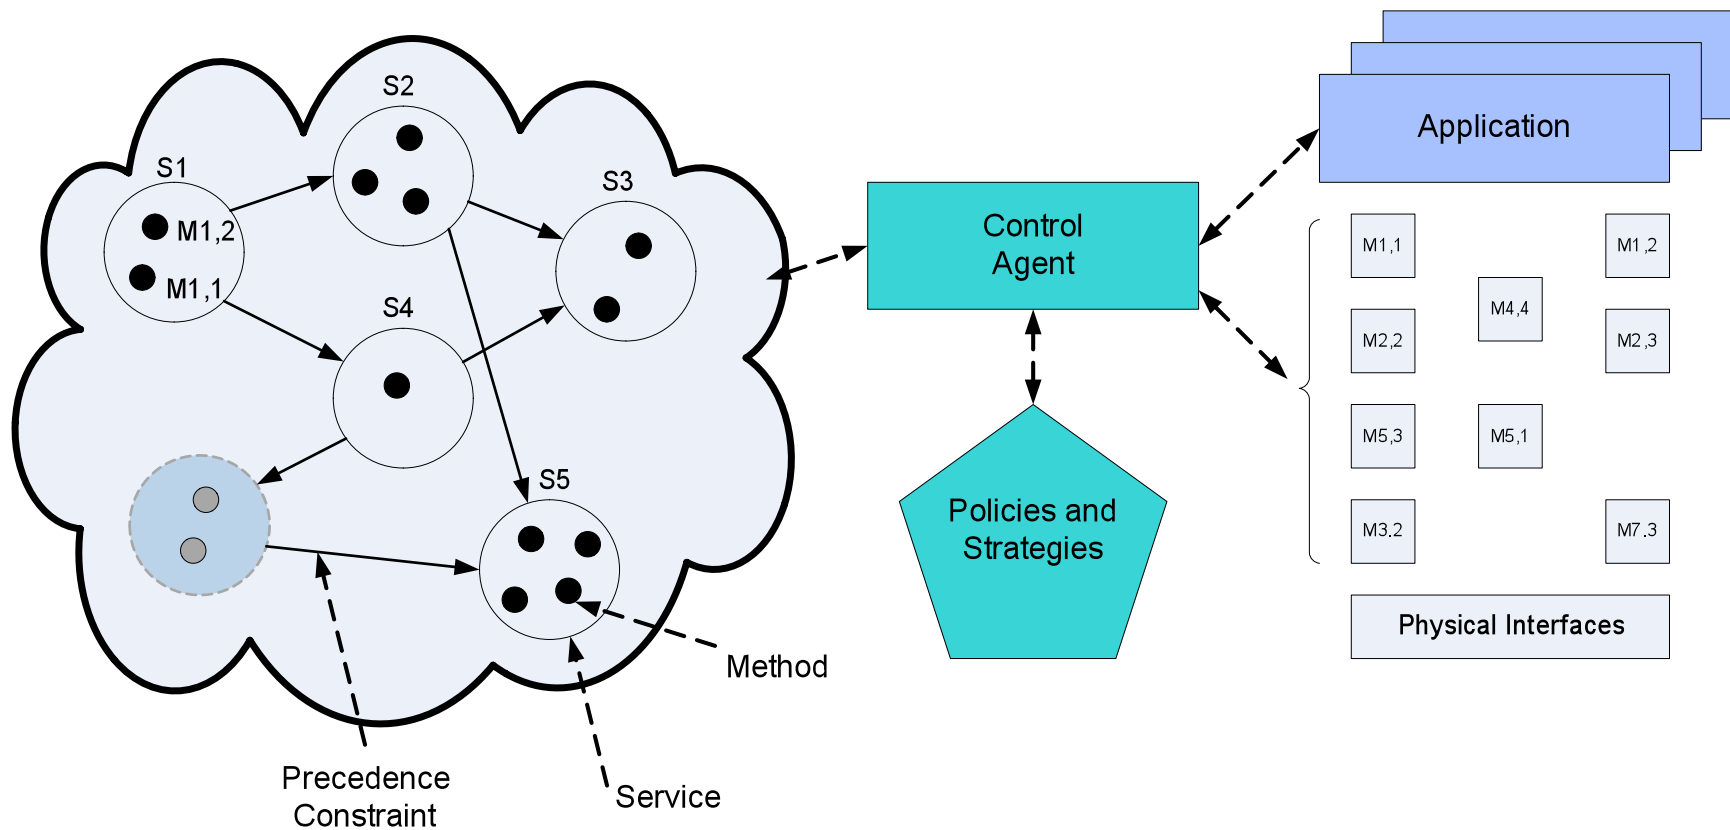 S1
M1,2
M1,1
S2
S3
S4
S5
Method
Service
Precedence
Constraint
Control
Agent
Policies and
Strategies
Application
M1,1
M1,2
M4,4
M2,2
M2,3
M5,3
M5,1
M3.2
M7.3
Physical Interfaces